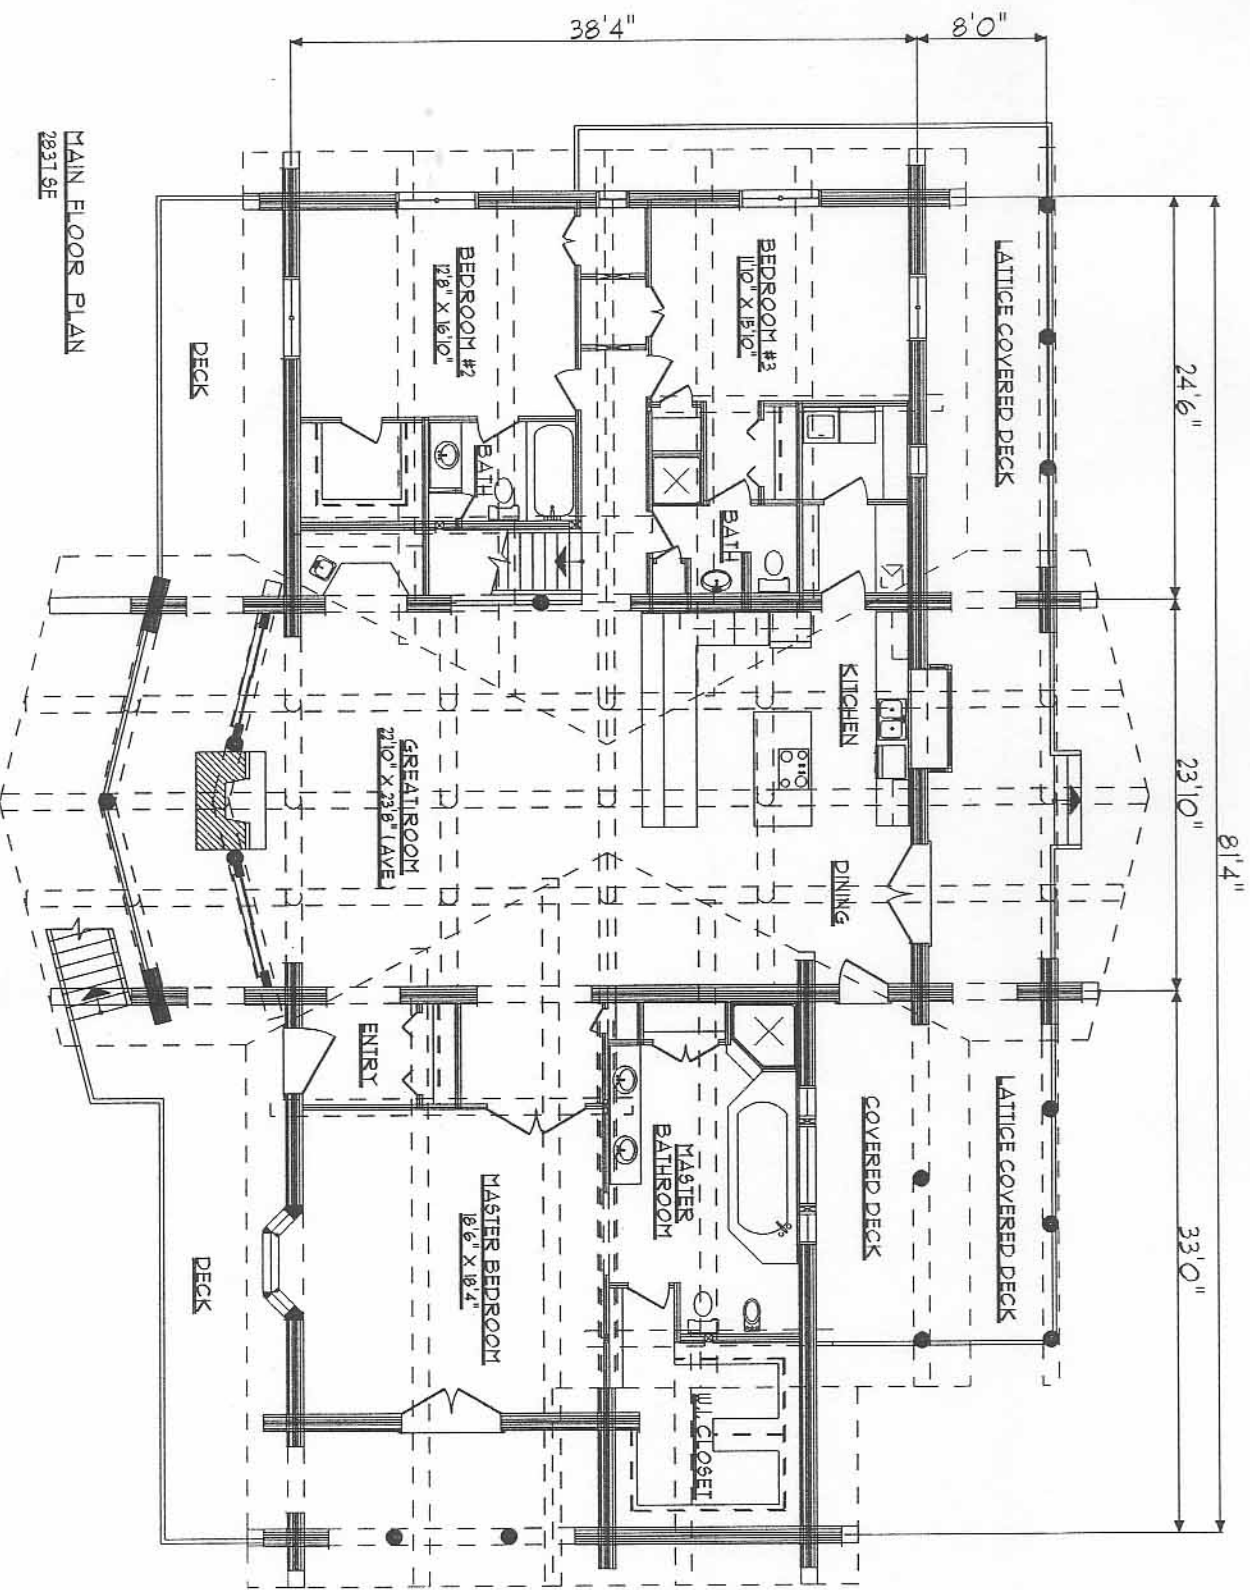 38'4"
8'0"
24'6"
23'10"
81'4"
33'0"
LATTICE COVERED DECK
BEDROOM #3
11'10" X 15'10"
BEDROOM #2
12'8" X 16'10"
DECK
MAIN FLOOR PLAN
2837 SF
BATH
BATH
KITCHEN
GREATROOM
22'10" X 23'8" (AVE)
DINING
ENTRY
LATTICE COVERED DECK
COVERED DECK
MASTER
BATHROOM
MASTER BEDROOM
18'6" X 18'4"
DECK
W.I. CLOSET